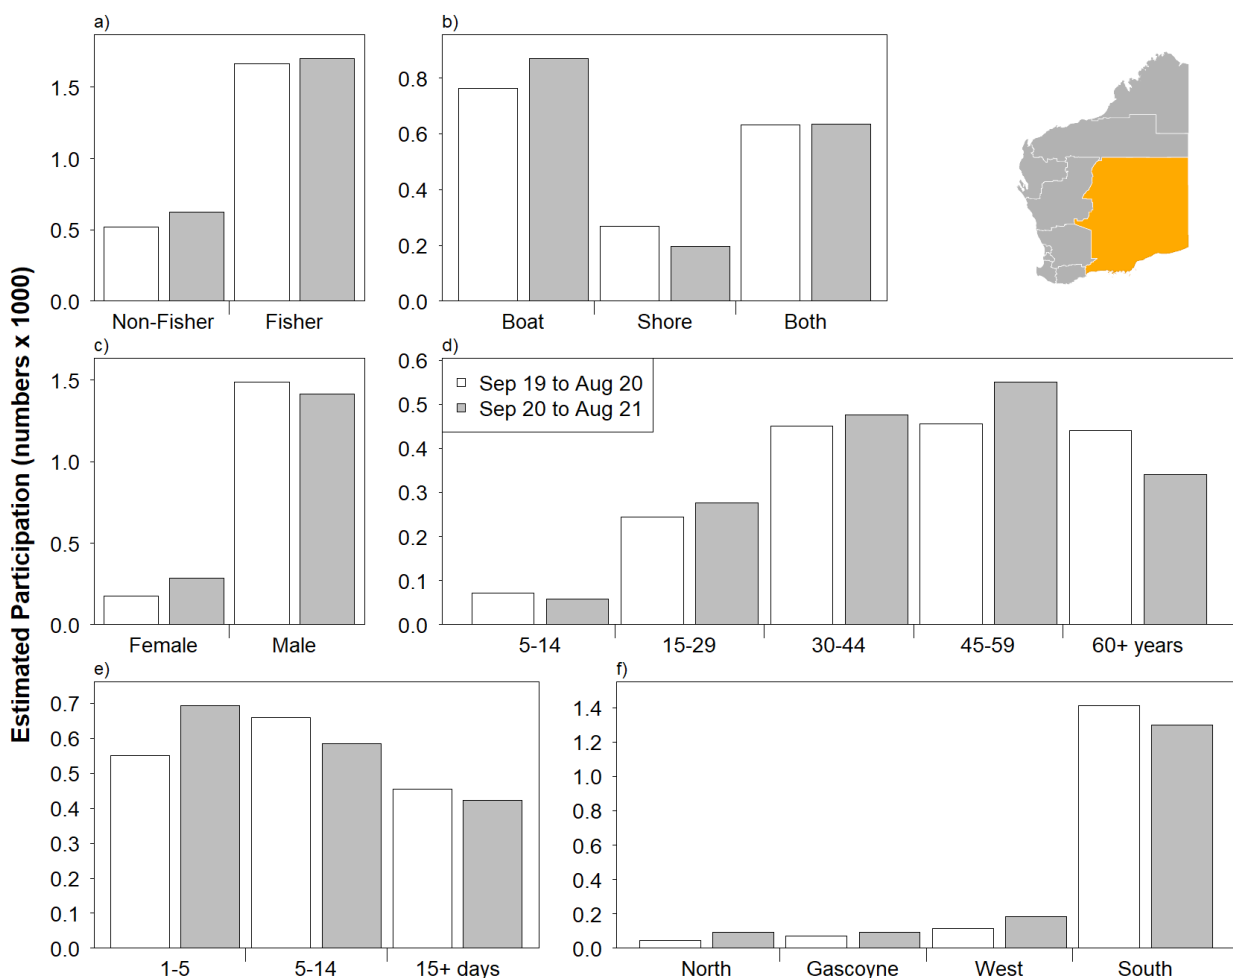 Estimated Participation (numbers x 1000)
a)
1.5
1.0
0.5
0.0
Non-Fisher Fisher
b)
0.8
0.6
0.4
0.2
0.0
Boat Shore Both
c)
1.5
1.0
0.5
0.0
Female Male
d)
0.6
0.5
0.4
0.3
0.2
0.1
0.0
Sep 19 to Aug 20
Sep 20 to Aug 21
5-14 15-29 30-44 45-59 60+ years
e)
0.7
0.6
0.5
0.4
0.3
0.2
0.1
0.0
1-5 5-14 15+ days
f)
1.4
1.2
1.0
0.8
0.6
0.4
0.2
0.0
North Gascoyne West South